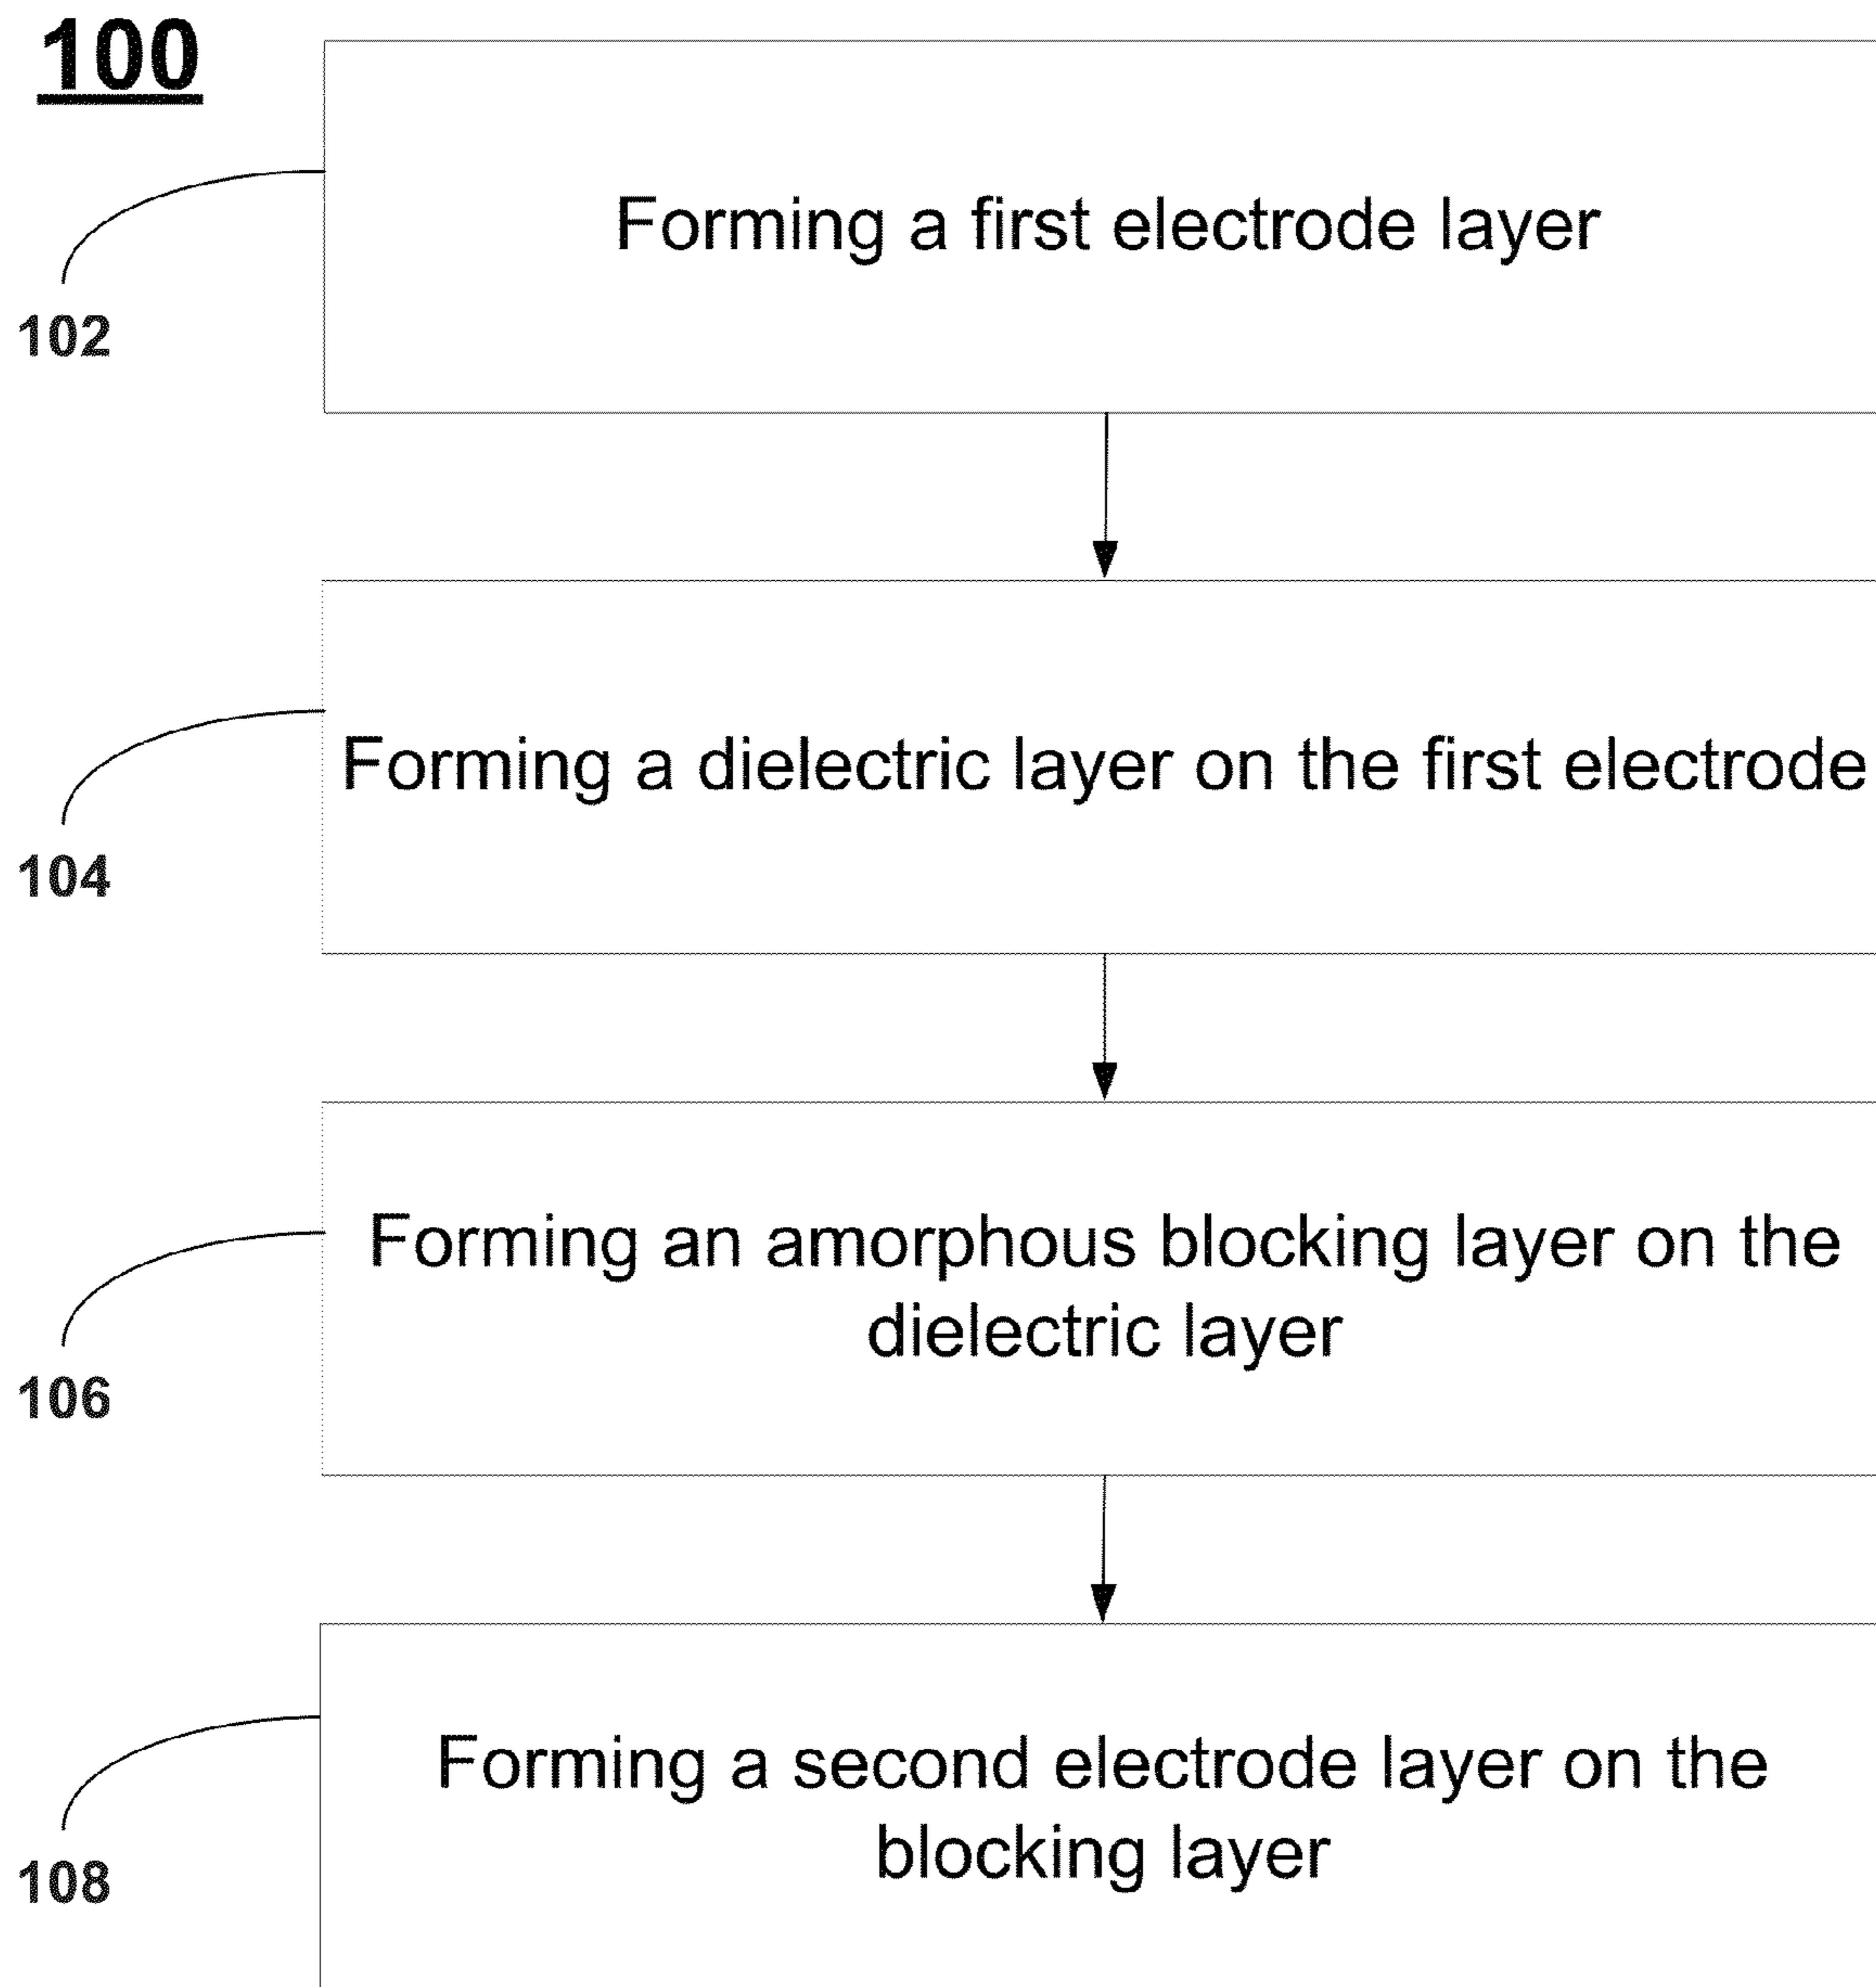 100
Forming a first electrode layer
102
Forming a dielectric layer on the first electrode
104
Forming an amorphous blocking layer on the
dielectric layer
106
Forming a second electrode layer on the
blocking layer
108